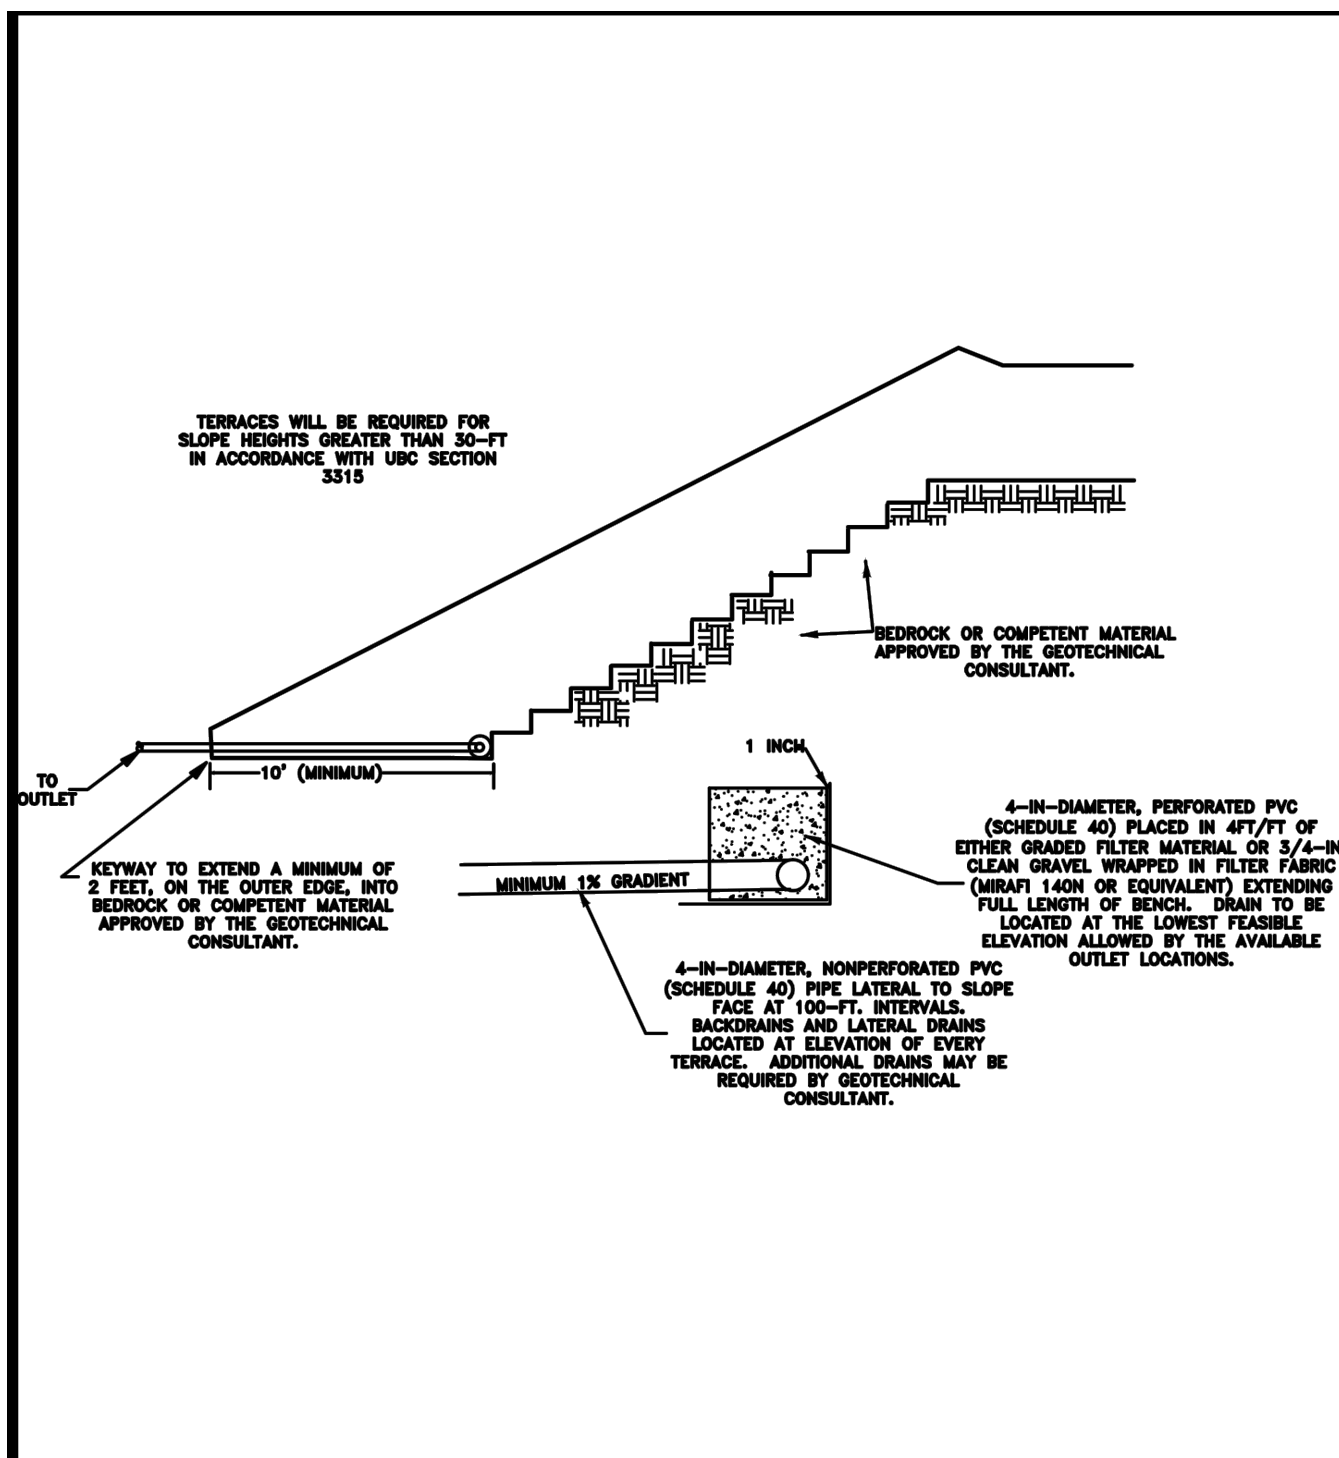 TERRACES WILL BE REQUIRED FOR
SLOPE HEIGHTS GREATER THAN 30-FT
IN ACCORDANCE WITH UBC SECTION
3315
BEDROCK OR COMPETENT MATERIAL
APPROVED BY THE GEOTECHNICAL
CONSULTANT.
TO
OUTLET
10' (MINIMUM)
1 INCH
KEYWAY TO EXTEND A MINIMUM OF
2 FEET, ON THE OUTER EDGE, INTO
BEDROCK OR COMPETENT MATERIAL
APPROVED BY THE GEOTECHNICAL
CONSULTANT.
MINIMUM 1% GRADIENT
4-IN-DIAMETER, PERFORATED PVC
(SCHEDULE 40) PLACED IN 4FT/FT OF
EITHER GRADED FILTER MATERIAL OR 3/4-IN
CLEAN GRAVEL WRAPPED IN FILTER FABRIC
(MIRAFI 140N OR EQUIVALENT) EXTENDING
FULL LENGTH OF BENCH. DRAIN TO BE
LOCATED AT THE LOWEST FEASIBLE
ELEVATION ALLOWED BY THE AVAILABLE
OUTLET LOCATIONS.
4-IN-DIAMETER, NONPERFORATED PVC
(SCHEDULE 40) PIPE LATERAL TO SLOPE
FACE AT 100-FT. INTERVALS.
BACKDRAINS AND LATERAL DRAINS
LOCATED AT ELEVATION OF EVERY
TERRACE. ADDITIONAL DRAINS MAY BE
REQUIRED BY GEOTECHNICAL
CONSULTANT.